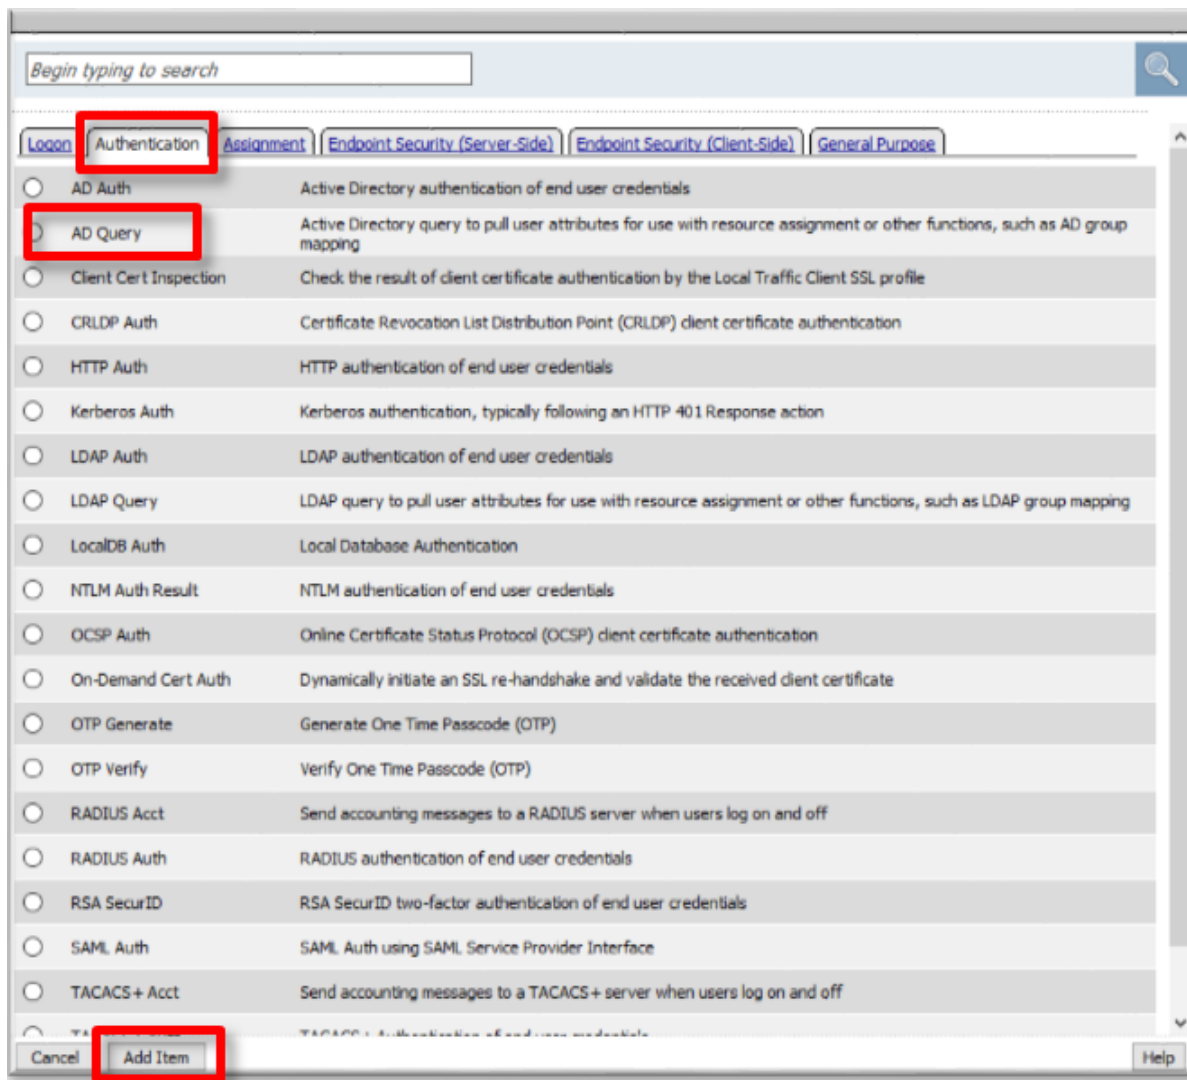 Begin typing to search
Logon Authentication Assignment Endpoint Security (Server-Side) Endpoint Security (Client-Side) General Purpose
AD Auth Active Directory authentication of end user credentials
AD Query Active Directory query to pull user attributes for use with resource assignment or other functions, such as AD group
mapping
Client Cert Inspection Check the result of client certificate authentication by the Local Traffic Client SSL profile
CRLDP Auth Certificate Revocation List Distribution Point (CRLDP) client certificate authentication
HTTP Auth HTTP authentication of end user credentials
Kerberos Auth Kerberos authentication, typically following an HTTP 401 Response action
LDAP Auth LDAP authentication of end user credentials
LDAP Query LDAP query to pull user attributes for use with resource assignment or other functions, such as LDAP group mapping
LocalDB Auth Local Database Authentication
NTLM Auth Result NTLM authentication of end user credentials
OCSP Auth Online Certificate Status Protocol (OCSP) client certificate authentication
On-Demand Cert Auth Dynamically initiate an SSL re-handshake and validate the received client certificate
OTP Generate Generate One Time Passcode (OTP)
OTP Verify Verify One Time Passcode (OTP)
RADIUS Acct Send accounting messages to a RADIUS server when users log on and off
RADIUS Auth RADIUS authentication of end user credentials
RSA SecurID RSA SecurID two-factor authentication of end user credentials
SAML Auth SAML Auth using SAML Service Provider Interface
TACACS+ Acct Send accounting messages to a TACACS+ server when users log on and off
TACACS+ Authentication of end user credentials
Cancel Add Item Help